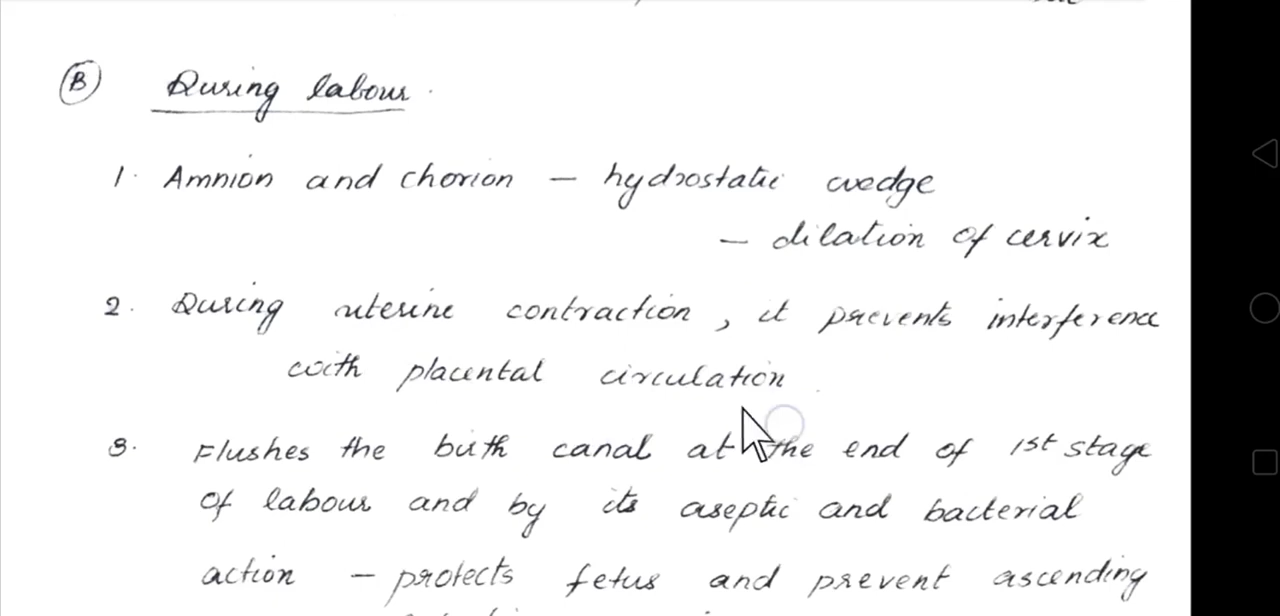 B During labour.
1. Amnion and chorion – hydrostatic wedge
– dilation of cervix
2. During uterine contraction, it prevents interference
with placental circulation
3. Flushes the birth canal at the end of 1st stage
of labour and by its aseptic and bacterial
action – protects fetus and prevent ascending